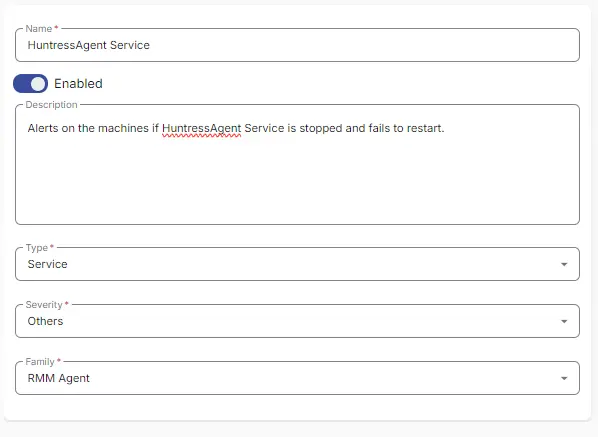 Name *
HuntressAgent Service
Enabled
Description
Alerts on the machines if HuntressAgent Service is stopped and fails to restart.
Type *
Service
Severity *
Others
Family *
RMM Agent